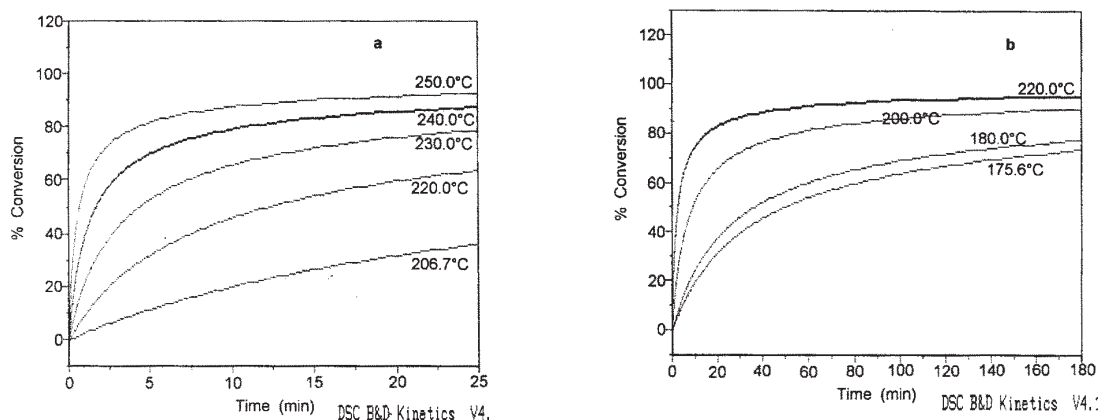 120
100
80
60
40
20
0
% Conversion
a
250.0°C
240.0°C
230.0°C
220.0°C
206.7°C
0 5 10 15 20 25
Time (min)
DSC B&D Kinetics V4.
120
100
80
60
40
20
0
% Conversion
b
220.0°C
200.0°C
180.0°C
175.6°C
0 20 40 60 80 100 120 140 160 180
Time (min)
DSC B&D Kinetics V4.1